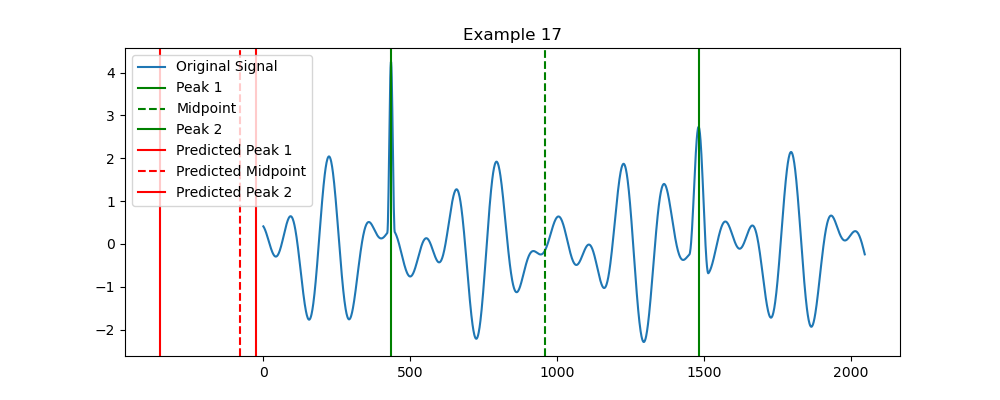 Example 17
Original Signal
Peak 1
Midpoint
Peak 2
Predicted Peak 1
Predicted Midpoint
Predicted Peak 2
4
3
2
1
0
−1
−2
0 500 1000 1500 2000